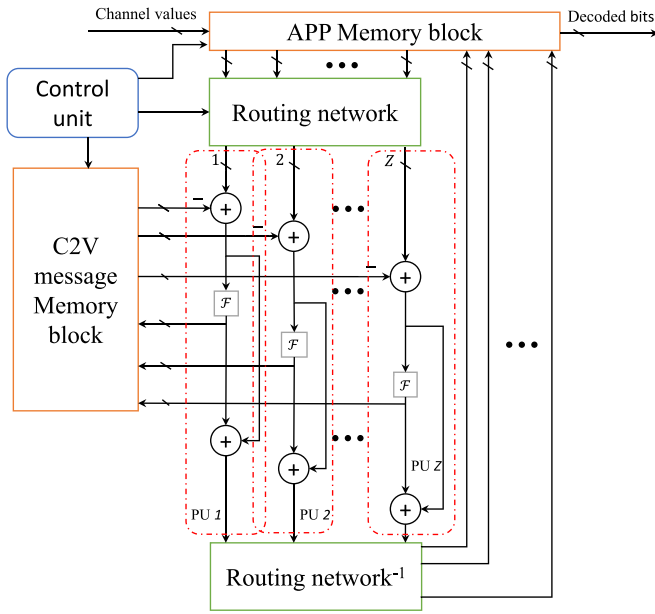 Channel values
APP Memory block
Decoded bits
Control
unit
Routing network
1
2
Z
C2V
message
Memory
block
−
−
−
+
+
+
ℱ
ℱ
ℱ
+
+
+
PU 1
PU 2
PU Z
Routing network-1